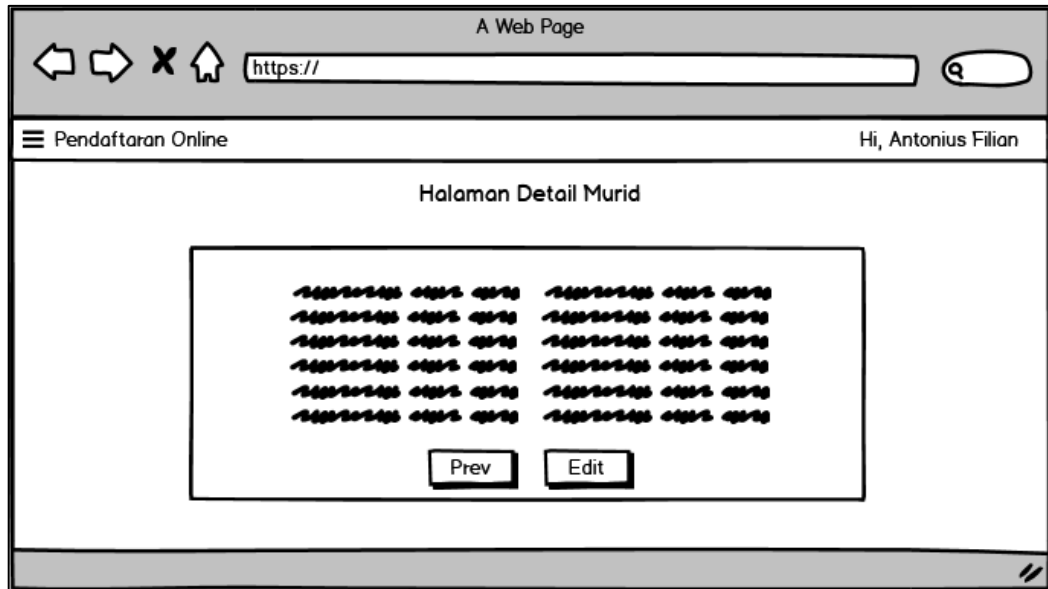 A Web Page
https://
Pendaftaran Online
Hi, Antonius Filian
Halaman Detail Murid
Prev
Edit